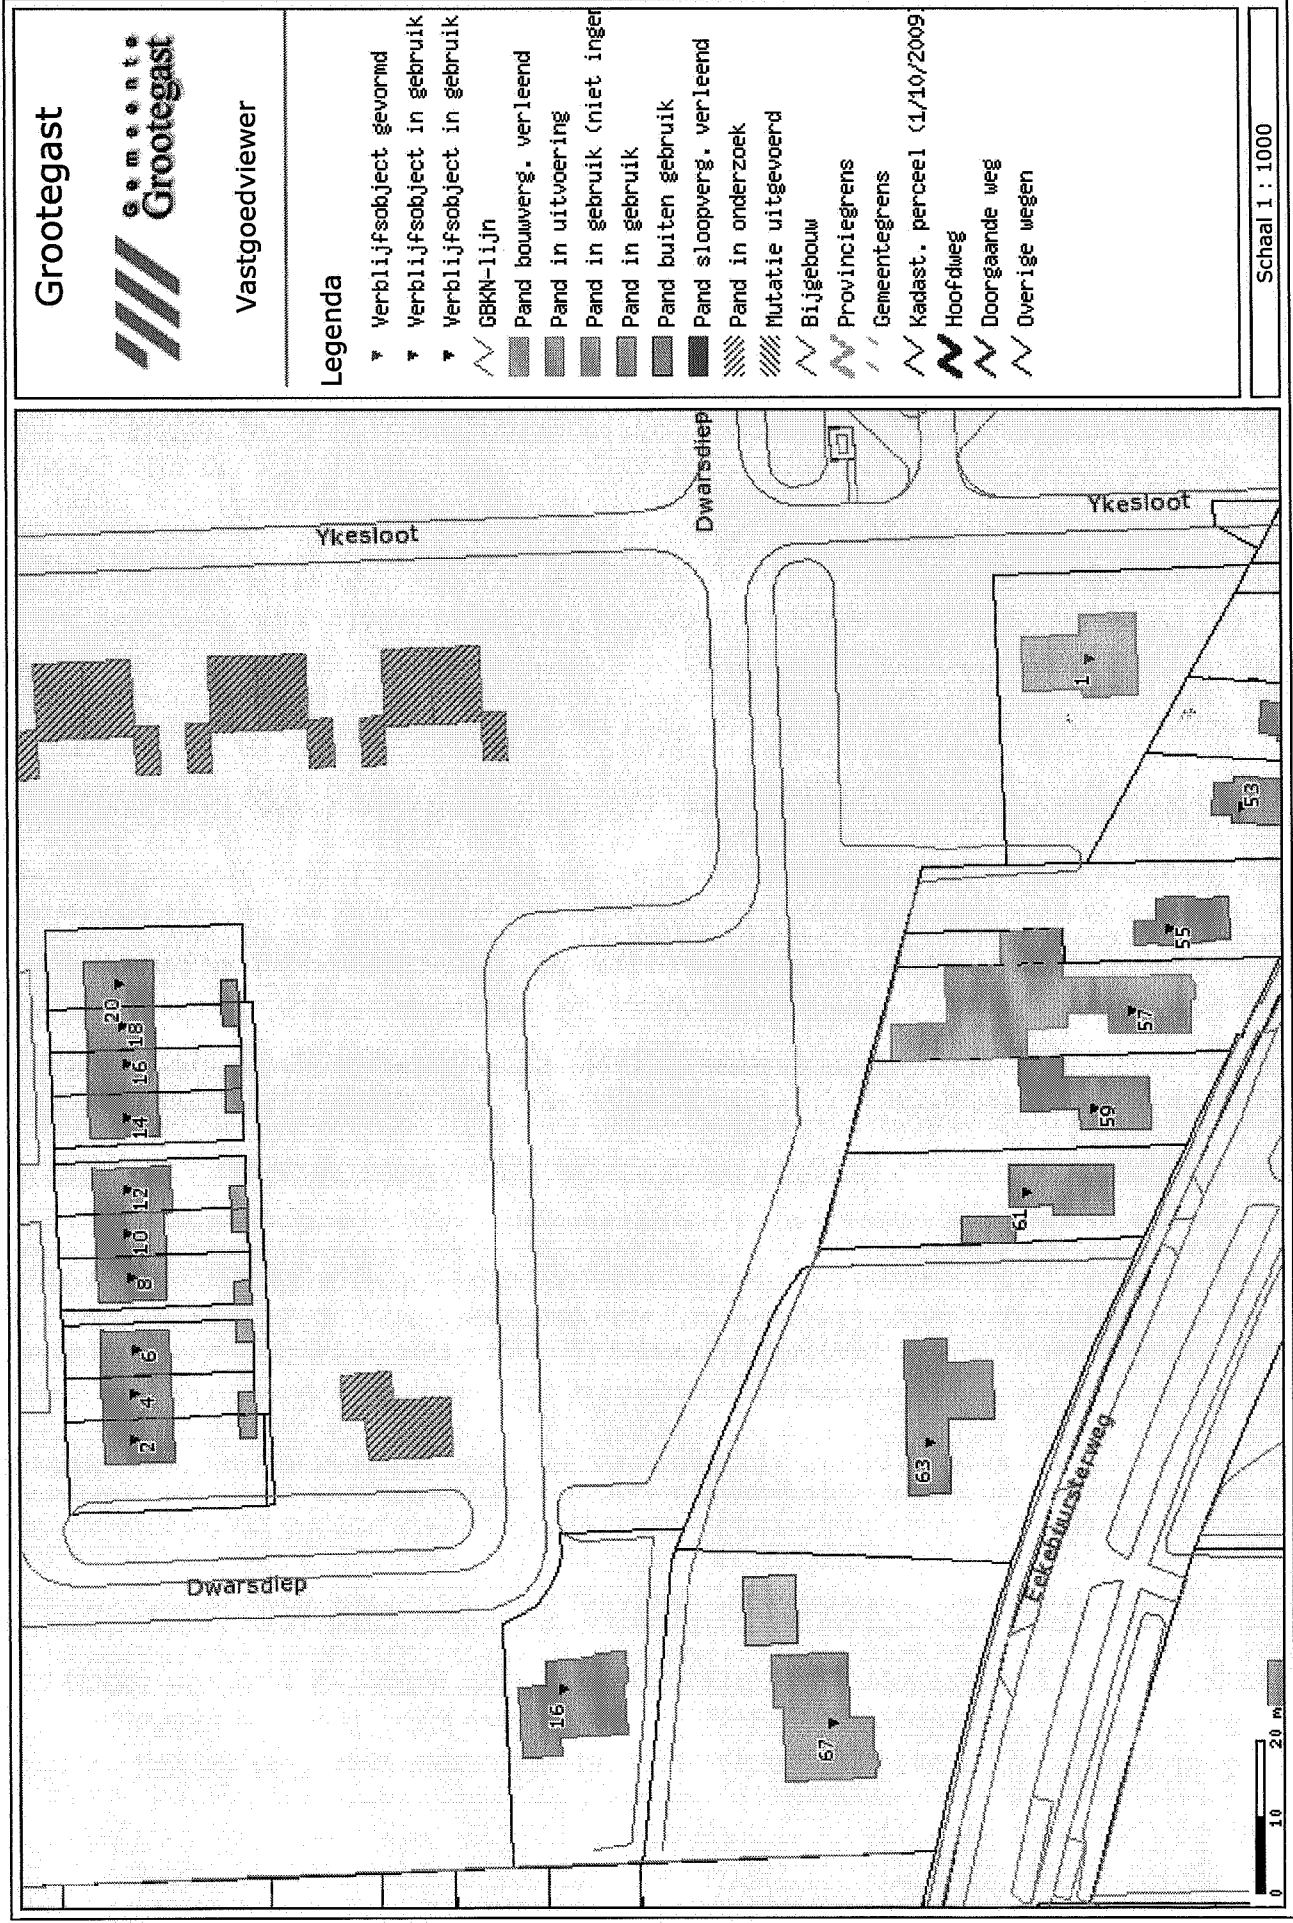 Grootegast
Gemeente
Grootegast
Vastgoedviewer
Legenda
Verblijfsobject gevormd
Verblijfsobject in gebruik
Verblijfsobject in gebruik
GBKN-lijn
Pand bouwverg. verleend
Pand in uitvoering
Pand in gebruik (niet inger
Pand in gebruik
Pand buiten gebruik
Pand sloopverg. verleend
Pand in onderzoek
Mutatie uitgevoerd
Bijgebouw
Provinciegrens
Gemeentegrens
Kadast. perceel (1/10/2009)
Hoofdweg
Doorgaande weg
Overige wegen
Schaal 1 : 1000
Ykesloot
Dwarsdiep
Ykesloot
1
53
20
18
16
14
12
10
8
6
4
2
55
57
59
61
63
Eekebuursterweg
Dwarsdiep
16
67
0 10 20 m